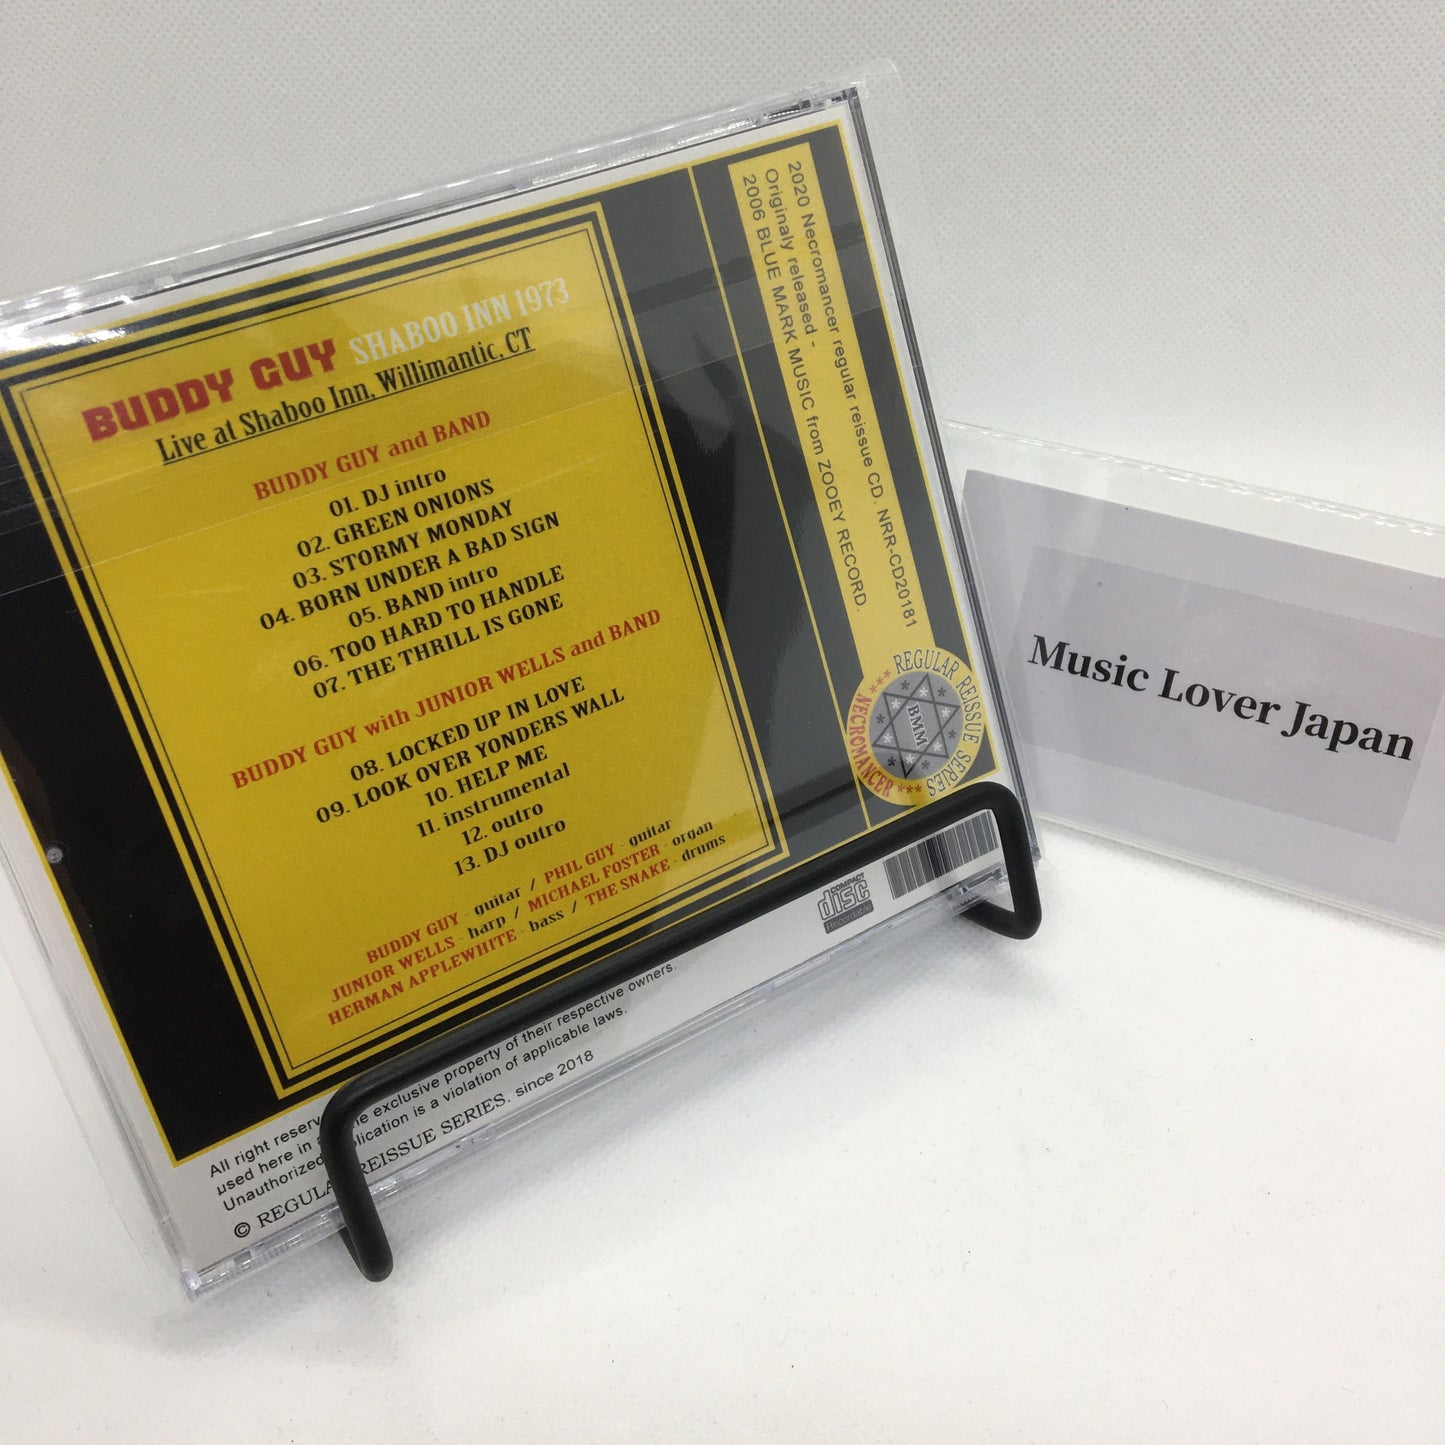 BUDDY GUY SHABOO INN 1973
Live at Shaboo Inn, Willimantic, CT
BUDDY GUY and BAND
01. DJ intro
02. GREEN ONIONS
03. STORMY MONDAY
04. BORN UNDER A BAD SIGN
05. BAND intro
06. TOO HARD TO HANDLE
07. THE THRILL IS GONE
BUDDY GUY with JUNIOR WELLS and BAND
08. LOCKED UP IN LOVE
09. LOOK OVER YONDERS WALL
10. HELP ME
11. instrumental
12. outro
13. DJ outro
BUDDY GUY - guitar / PHIL GUY - guitar
JUNIOR WELLS - harp / MICHAEL FOSTER - organ
HERMAN APPLEWHITE - bass / THE SNAKE - drums
2020 Necromancer regular reissue CD. NRR-CD20181
Originaly released -
2006 BLUE MARK MUSIC from ZOOEY RECORD.
REGULAR REISSUE SERIES
*** NECROMANCER ***
BMM
COMPACT
disc
Recordable
All right reserv
e exclusive property of their respective owners.
used here in a
Unauthorized
plication is a violation of applicable laws.
© REGULA REISSUE SERIES. since 2018
Music Lover Japan